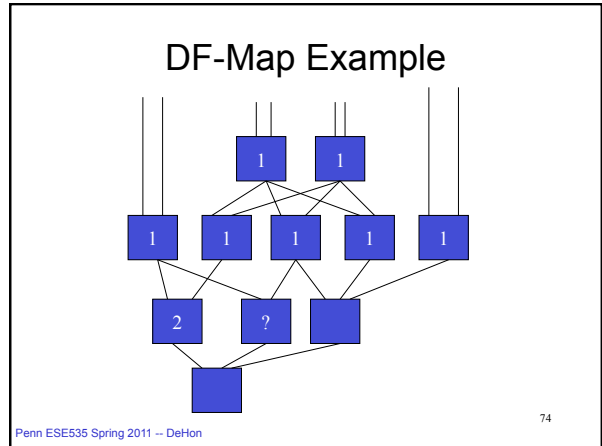 DF-Map Example
1 1
1 1 1 1 1
2 ?
Penn ESE535 Spring 2011 -- DeHon
74